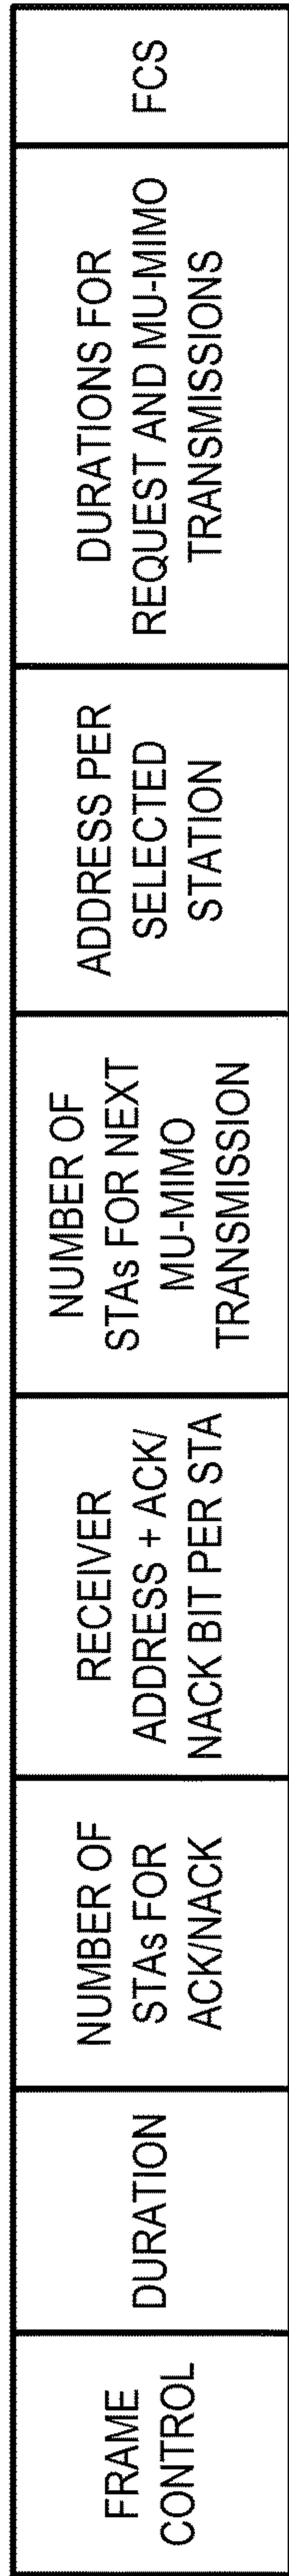 FRAME
CONTROL
DURATION
NUMBER OF
STAs FOR
ACK/NACK
RECEIVER
ADDRESS + ACK/
NACK BIT PER STA
NUMBER OF
STAs FOR NEXT
MU-MIMO
TRANSMISSION
ADDRESS PER
SELECTED
STATION
DURATIONS FOR
REQUEST AND MU-MIMO
TRANSMISSIONS
FCS